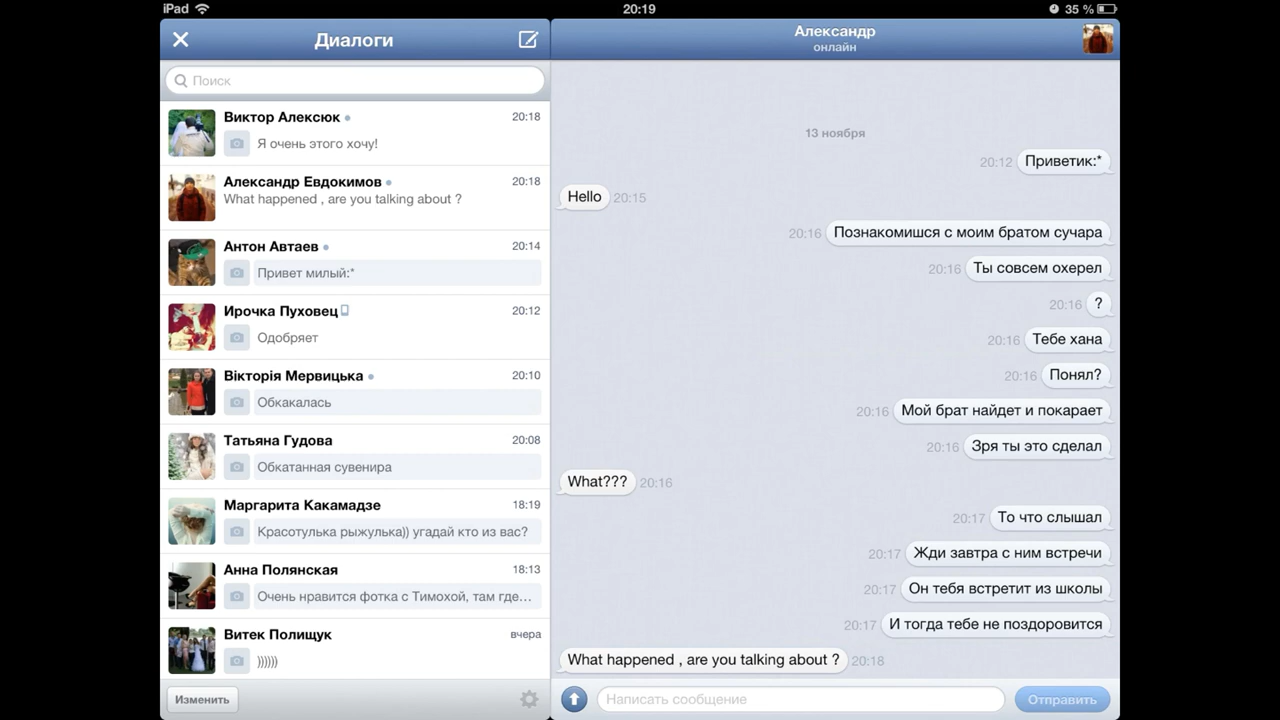 iPad
20:19
35 %
Диалоги
Поиск
Виктор Алексюк 20:18
Я очень этого хочу!
Александр Евдокимов 20:18
What happened , are you talking about ?
Антон Автаев 20:14
Привет милый:*
Ирочка Пуховец 20:12
Одобряет
Вікторія Мервицька 20:10
Обкакалась
Татьяна Гудова 20:08
Обкатанная сувенира
Маргарита Какамадзе 18:19
Красотулька рыжулька)) угадай кто из вас?
Анна Полянская 18:13
Очень нравится фотка с Тимохой, там где...
Витек Полищук вчера
))))))
Изменить
Александр
онлайн
13 ноября
20:12 Приветик:*
Hello 20:15
20:16 Познакомишся с моим братом сучара
20:16 Ты совсем охерел
20:16 ?
20:16 Тебе хана
20:16 Понял?
20:16 Мой брат найдет и покарает
20:16 Зря ты это сделал
What??? 20:16
20:17 То что слышал
20:17 Жди завтра с ним встречи
20:17 Он тебя встретит из школы
20:17 И тогда тебе не поздоровится
What happened , are you talking about ? 20:18
Написать сообщение
Отправить